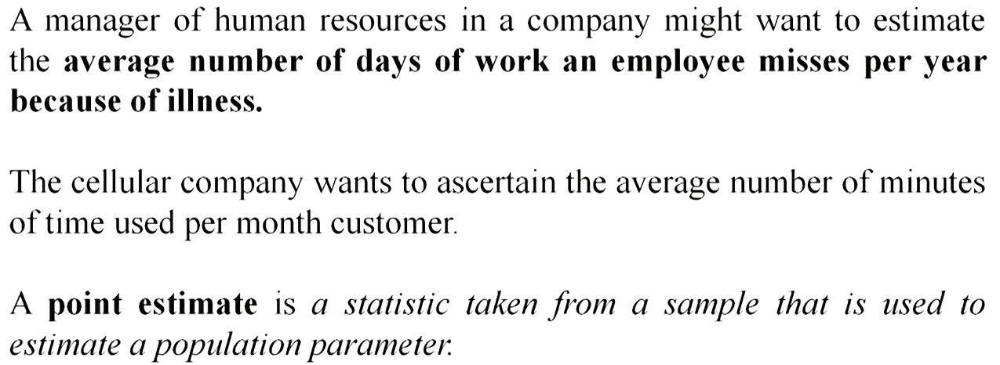 A manager of human resources in a company might want to estimate
the average number of days of work an employee misses per year
because of illness.
The cellular company wants to ascertain the average number of minutes
of time used per month customer.
A point estimate is a statistic taken from a sample that is used to
estimate a population parameter.